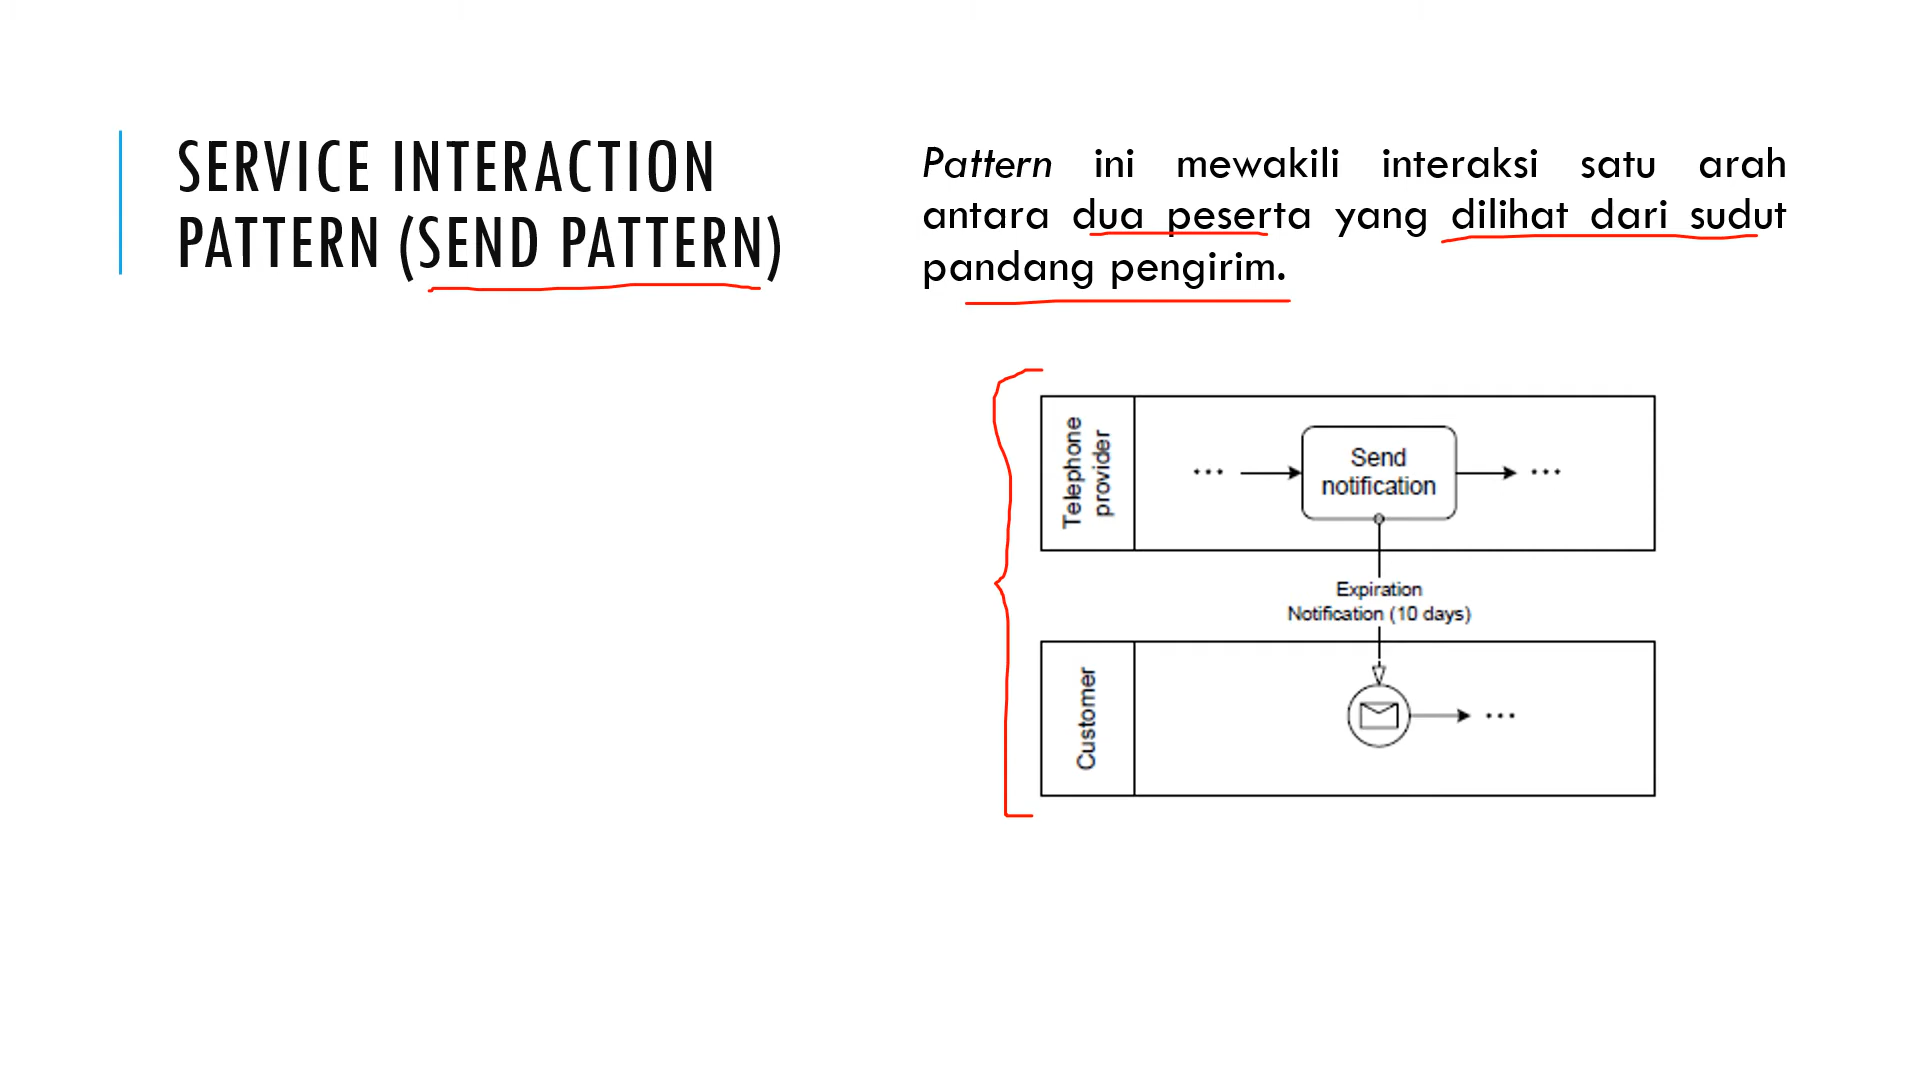 SERVICE INTERACTION
PATTERN (SEND PATTERN)
Pattern ini mewakili interaksi satu arah
antara dua peserta yang dilihat dari sudut
pandang pengirim.
Telephone
provider
...
Send
notification
...
Expiration
Notification (10 days)
Customer
...